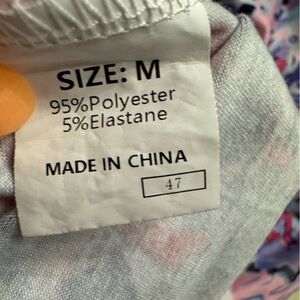 SIZE: M
95%Polyester
5%Elastane
MADE IN CHINA
47